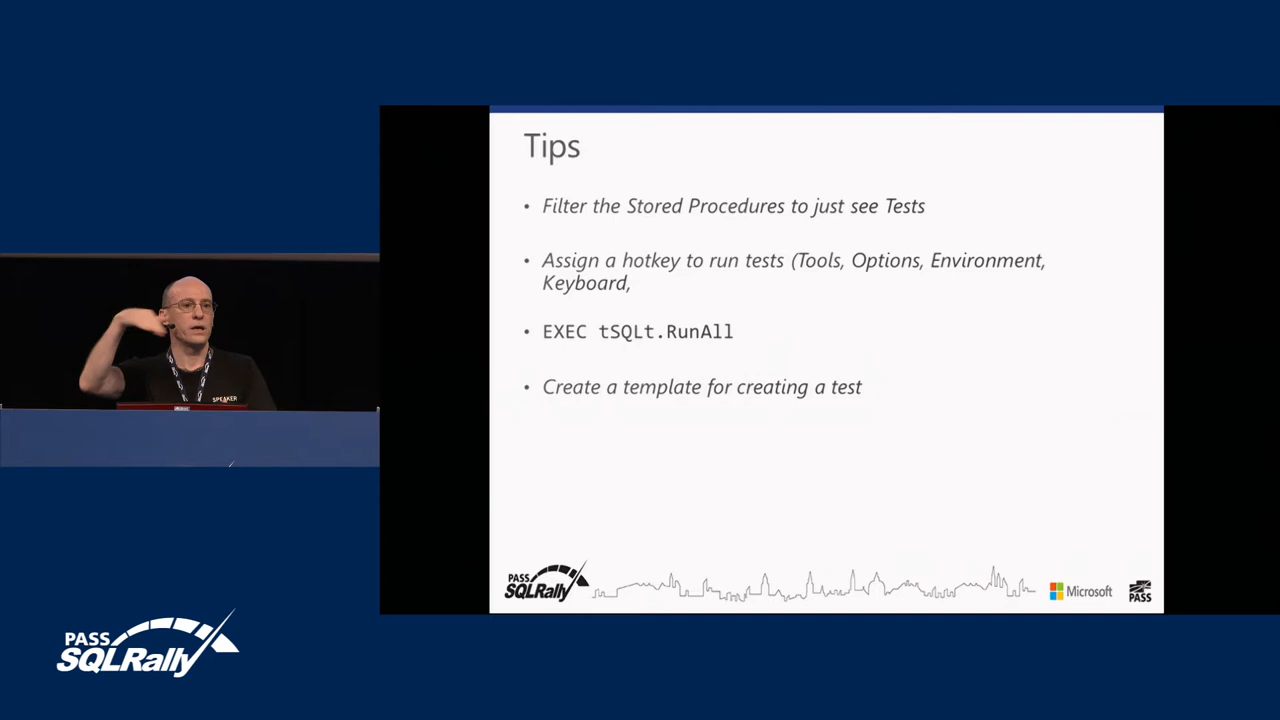 Tips
• Filter the Stored Procedures to just see Tests
• Assign a hotkey to run tests (Tools, Options, Environment,
Keyboard,
• EXEC tSQLt.RunAll
• Create a template for creating a test
SPEAKER
PASS
SQLRally
Microsoft
PASS
PASS
SQLRally